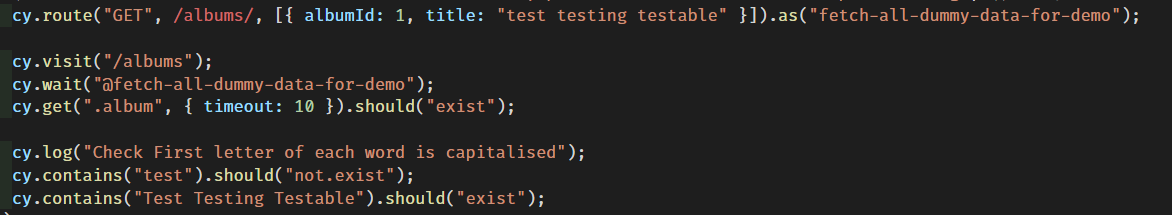 cy.route("GET", /albums/, [{ albumId: 1, title: "test testing testable" }]).as("fetch-all-dummy-data-for-demo");
cy.visit("/albums");
cy.wait("@fetch-all-dummy-data-for-demo");
cy.get(".album", { timeout: 10 }).should("exist");
cy.log("Check First letter of each word is capitalised");
cy.contains("test").should("not.exist");
cy.contains("Test Testing Testable").should("exist");